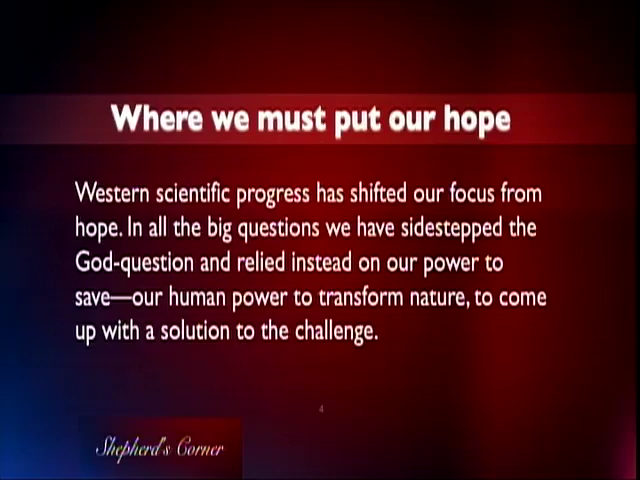 Where we must put our hope
Western scientific progress has shifted our focus from
hope. In all the big questions we have sidestepped the
God-question and relied instead on our power to
save—our human power to transform nature, to come
up with a solution to the challenge.
4
Shepherd's Corner